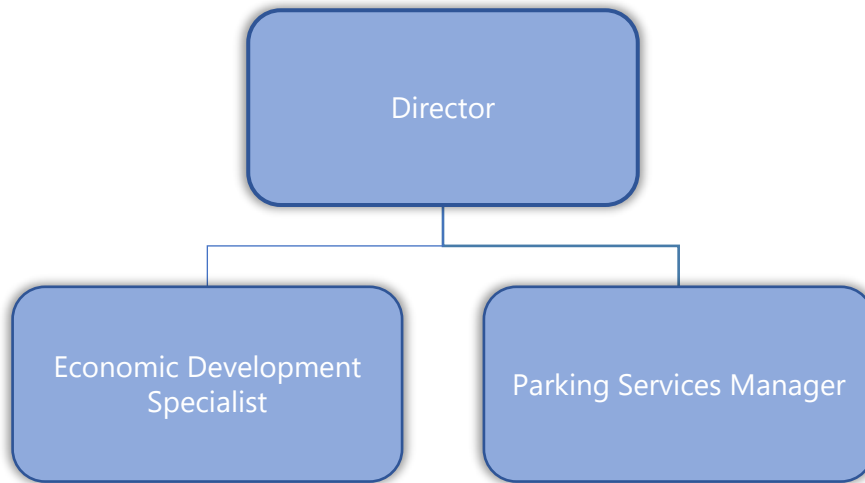 Director
Economic Development
Specialist
Parking Services Manager